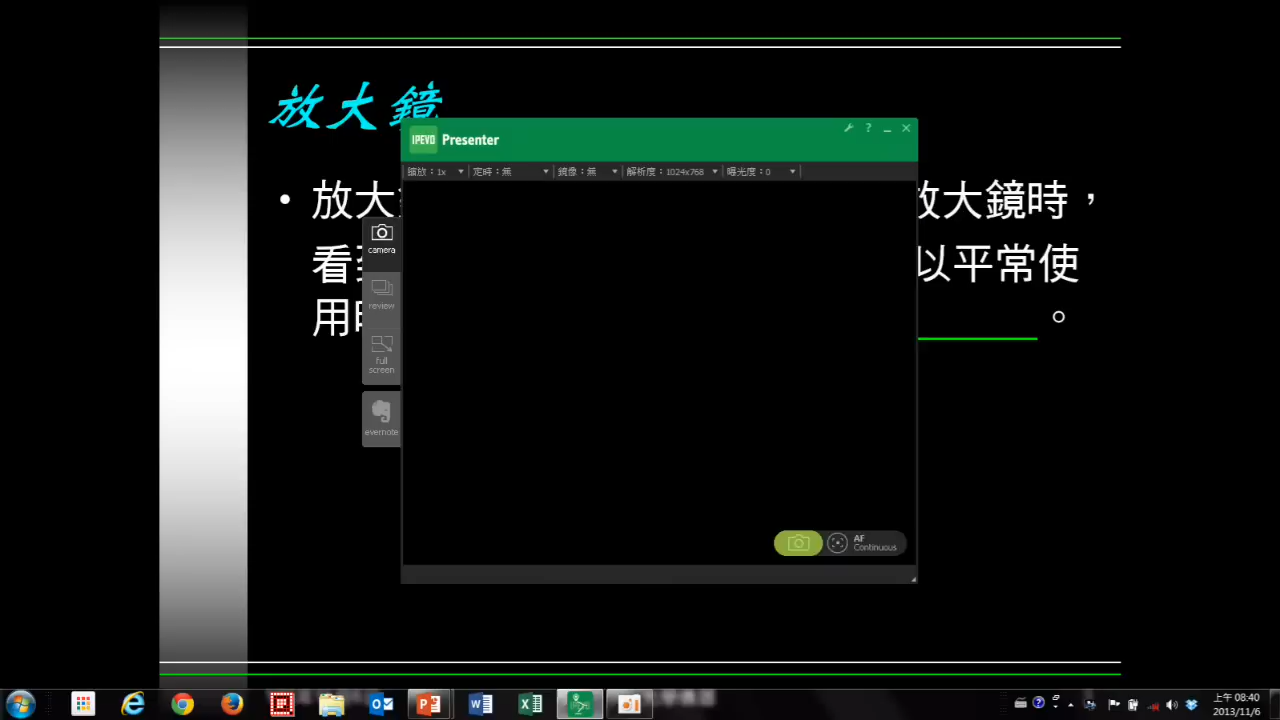 放大鏡
IPEVO Presenter
縮放：1x 定時：無 鏡像：無 解析度：1024x768 曝光度：0
• 放大
放大鏡時，
camera
看
以平常使
review
用
。
full
screen
evernote
AF
Continuous
上午 08:40
2013/11/6